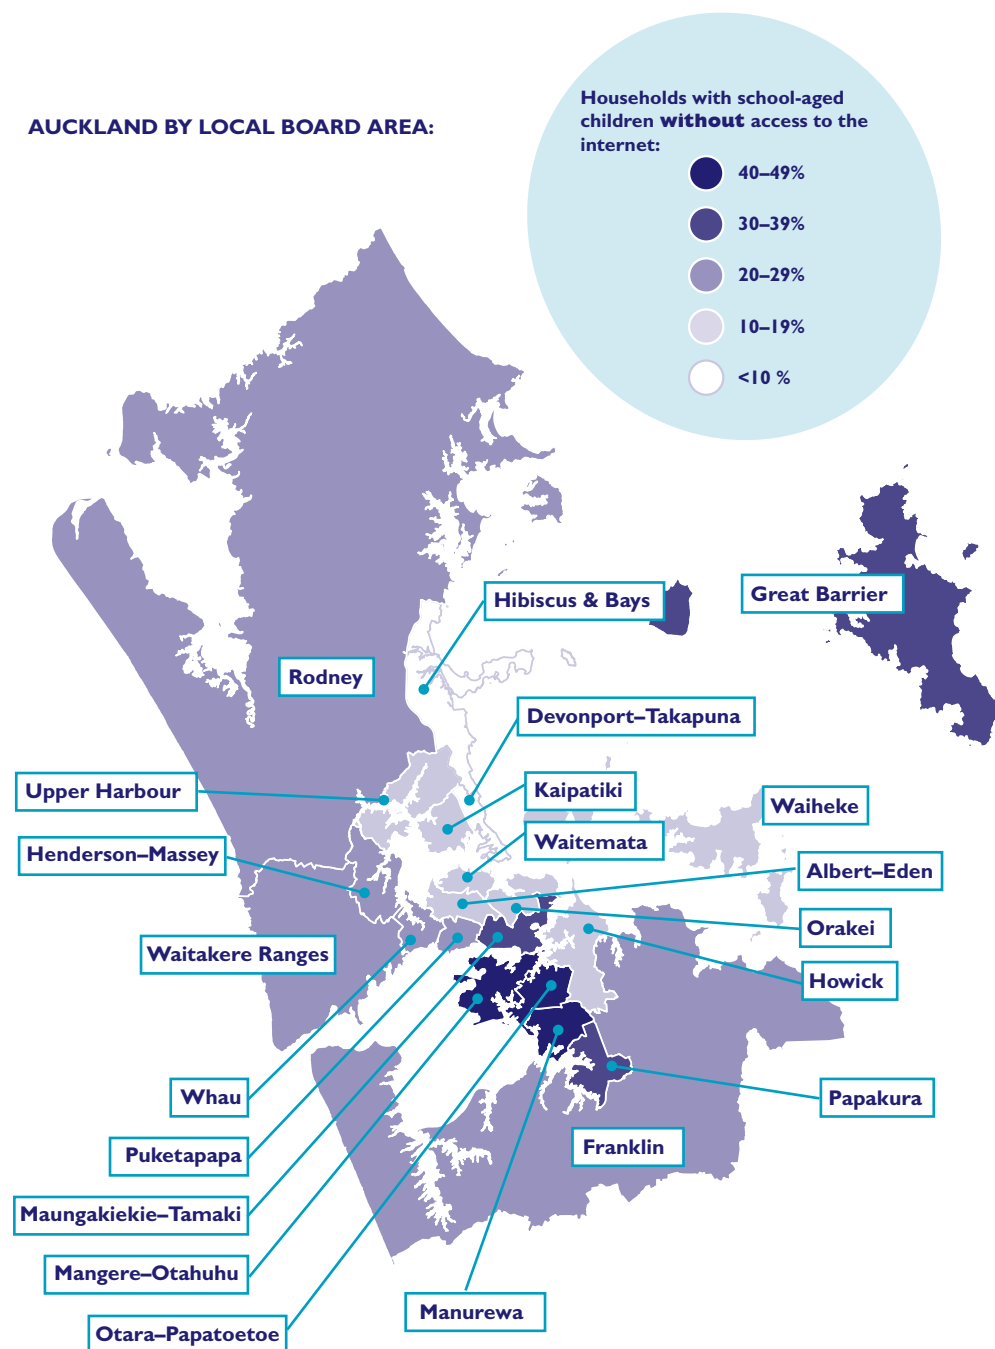 AUCKLAND BY LOCAL BOARD AREA:
Households with school-aged
children without access to the
internet:
40–49%
30–39%
20–29%
10–19%
<10 %
Hibiscus & Bays
Great Barrier
Rodney
Devonport–Takapuna
Upper Harbour
Kaipatiki
Waiheke
Waitemata
Henderson–Massey
Albert–Eden
Orakei
Waitakere Ranges
Howick
Whau
Papakura
Puketapapa
Franklin
Maungakiekie–Tamaki
Mangere–Otahuhu
Manurewa
Otara–Papatoetoe